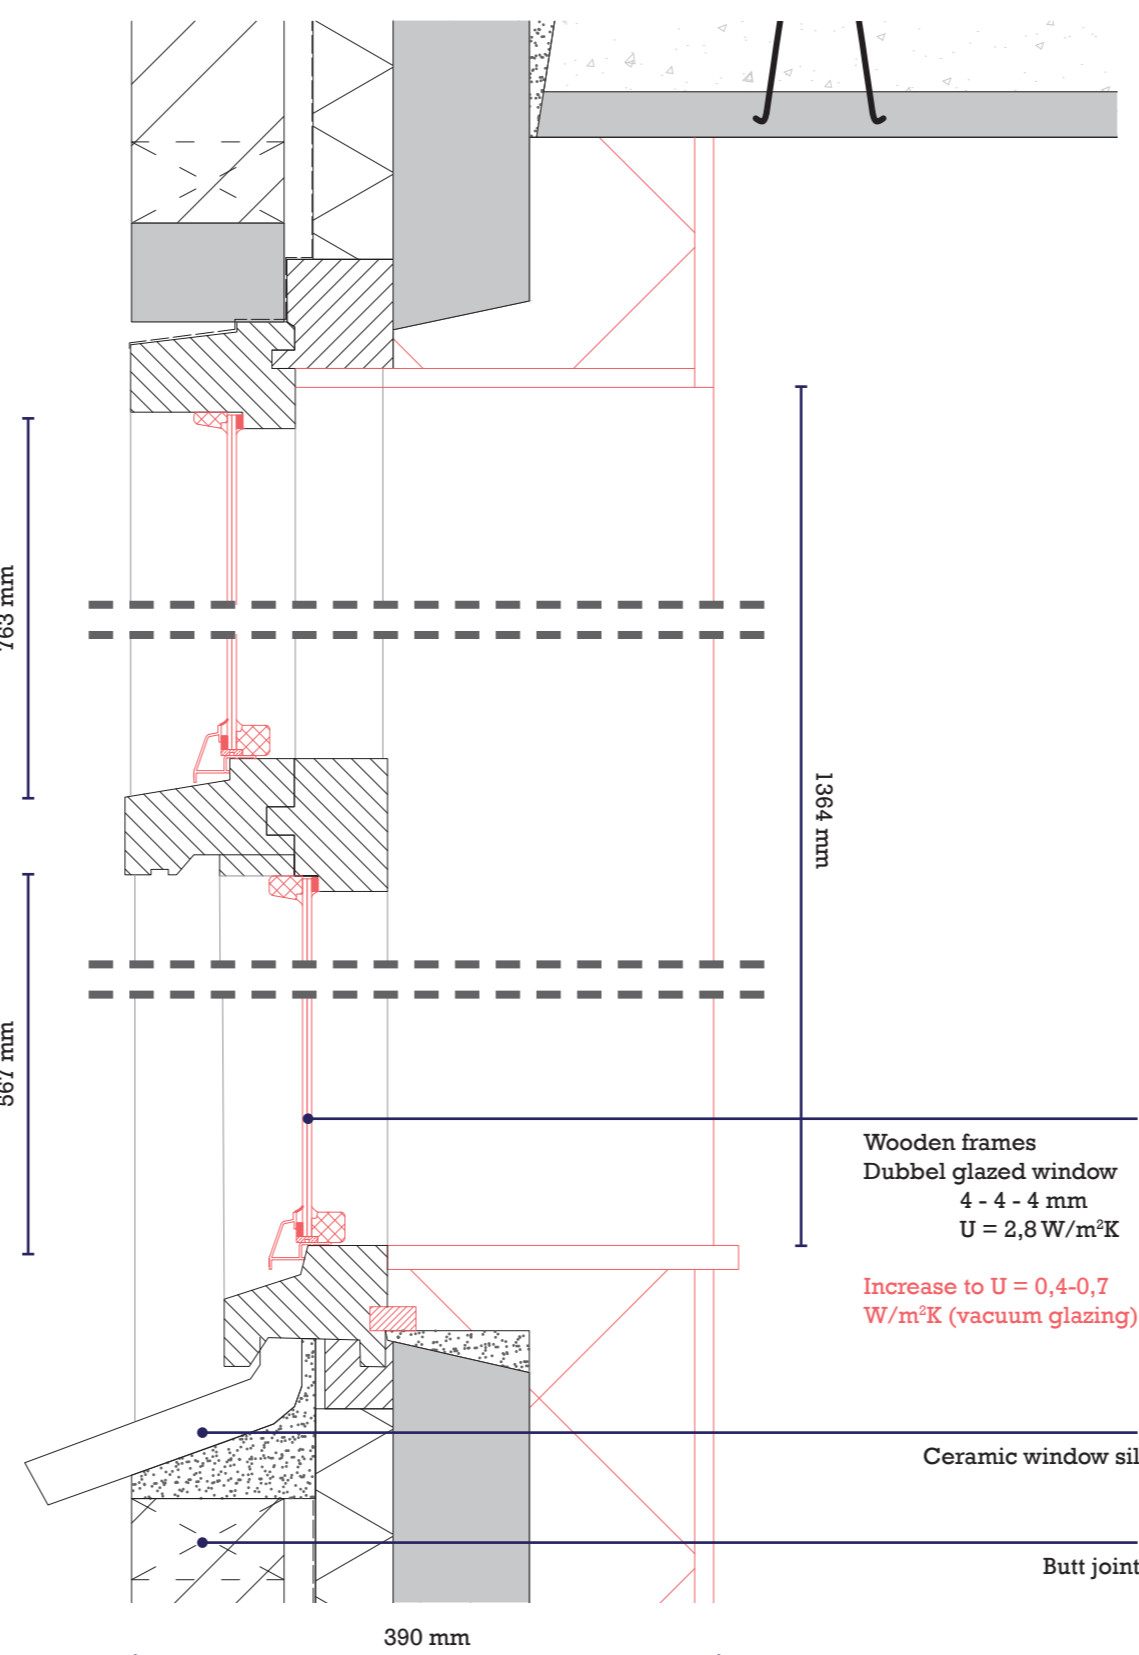 763 mm
1364 mm
567 mm
Wooden frames
Dubbel glazed window
4 - 4 - 4 mm
U = 2,8 W/m²K
Increase to U = 0,4-0,7
W/m²K (vacuum glazing)
Ceramic window sil
Butt joint
390 mm